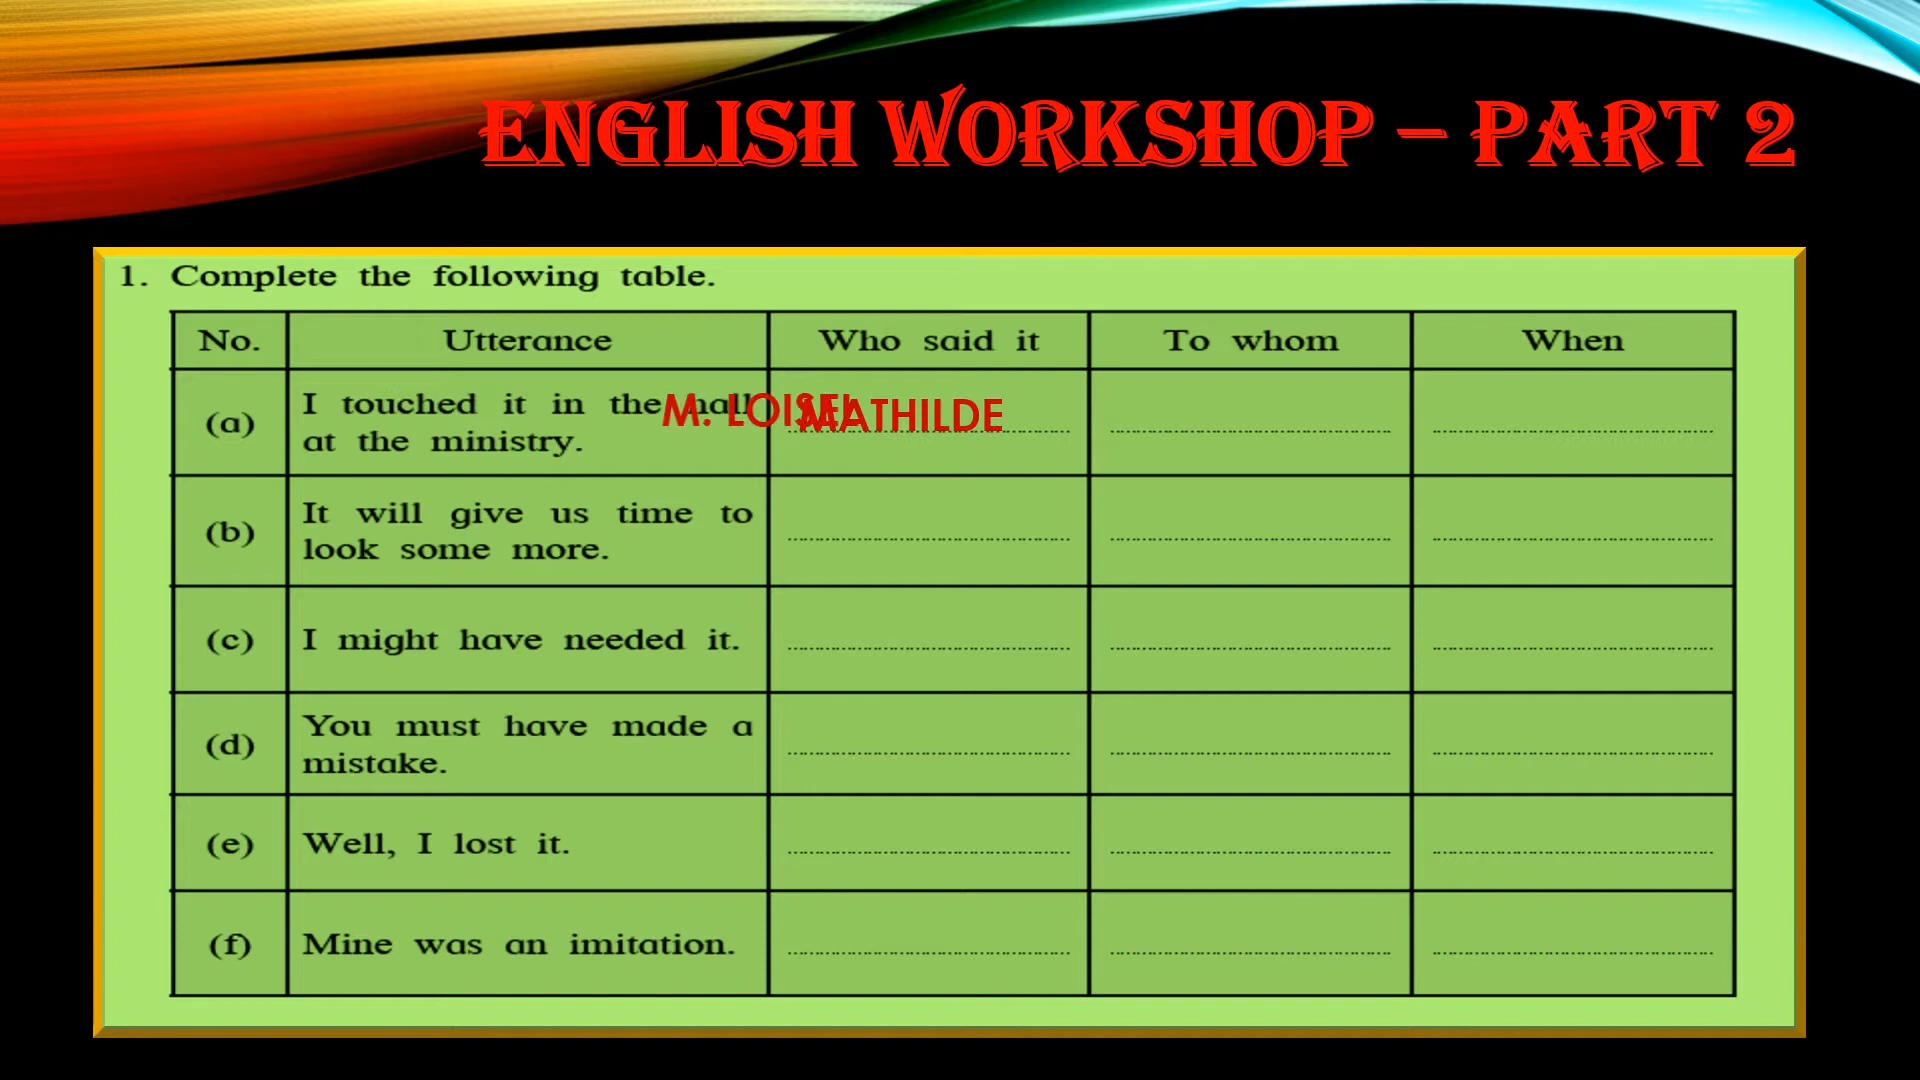 ENGLISH WORKSHOP – PART 2
1. Complete the following table.
No. Utterance Who said it To whom When
(a) I touched it in the hall at the ministry. M. LOISEL MATHILDE
(b) It will give us time to look some more.
(c) I might have needed it.
(d) You must have made a mistake.
(e) Well, I lost it.
(f) Mine was an imitation.